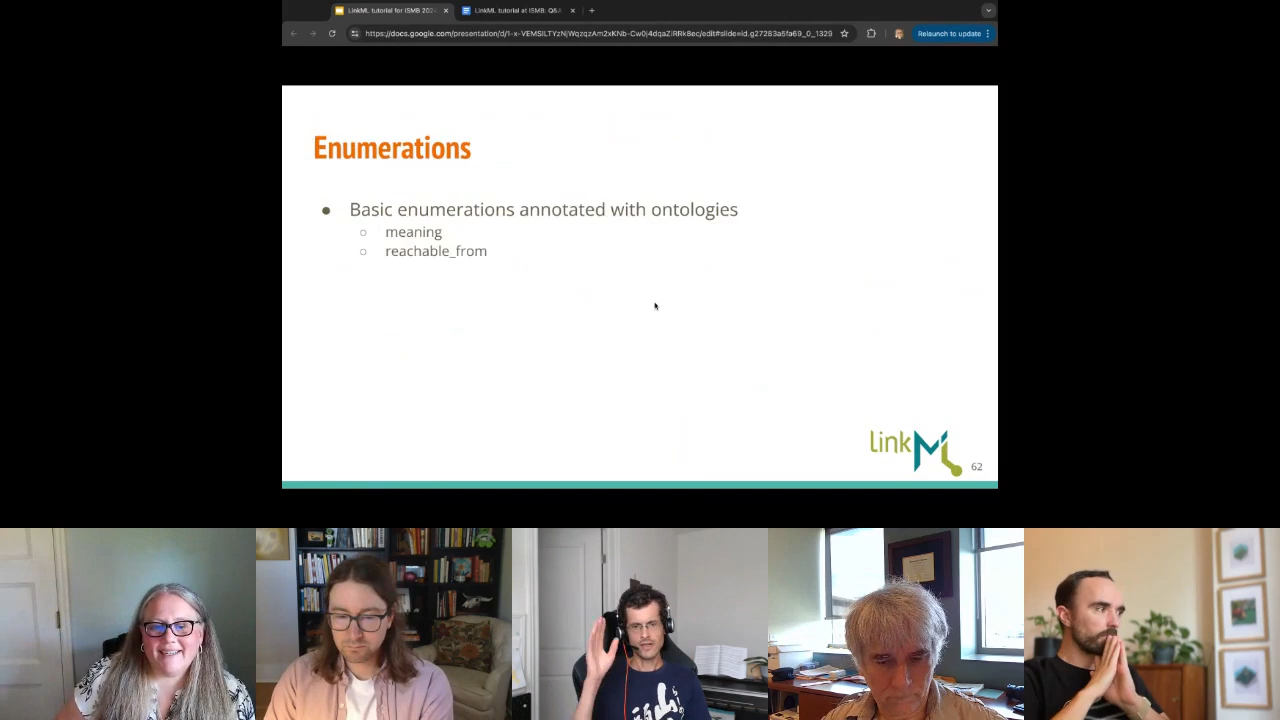 LinkML tutorial for ISMB 202
LinkML tutorial at ISMB: Q&A
Relaunch to update
Enumerations
● Basic enumerations annotated with ontologies
○ meaning
○ reachable_from
linkML
62